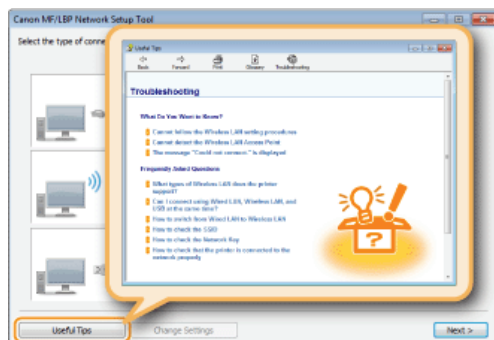 Canon MF/LBP Network Setup Tool
Select the type of conne
Useful Tips
Back Forward Print Glossary Troubleshooting
Troubleshooting
What Do You Want to Know?
Cannot follow the Wireless LAN setting procedures
Cannot detect the Wireless LAN Access Point
The message "Could not connect." is displayed
Frequently Asked Questions
What types of Wireless LAN does the printer
support?
Can I connect using Wired LAN, Wireless LAN, and
USB at the same time?
How to switch from Wired LAN to Wireless LAN
How to check the SSID
How to check the Network Key
How to check that the printer is connected to the
network properly
?
Useful Tips
Change Settings
Next >